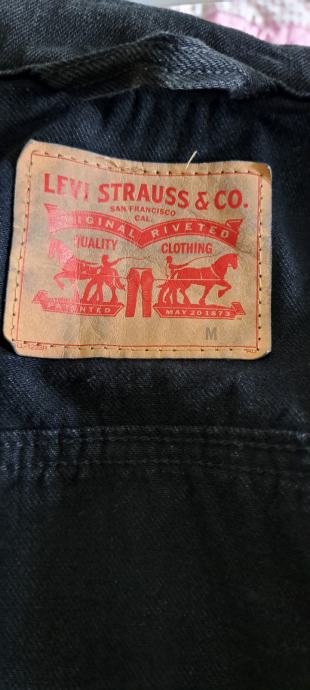 LEVI STRAUSS & CO.
SAN FRANCISCO
CAL.
ORIGINAL RIVETED
QUALITY CLOTHING
PATENTED MAY 20 1873
M